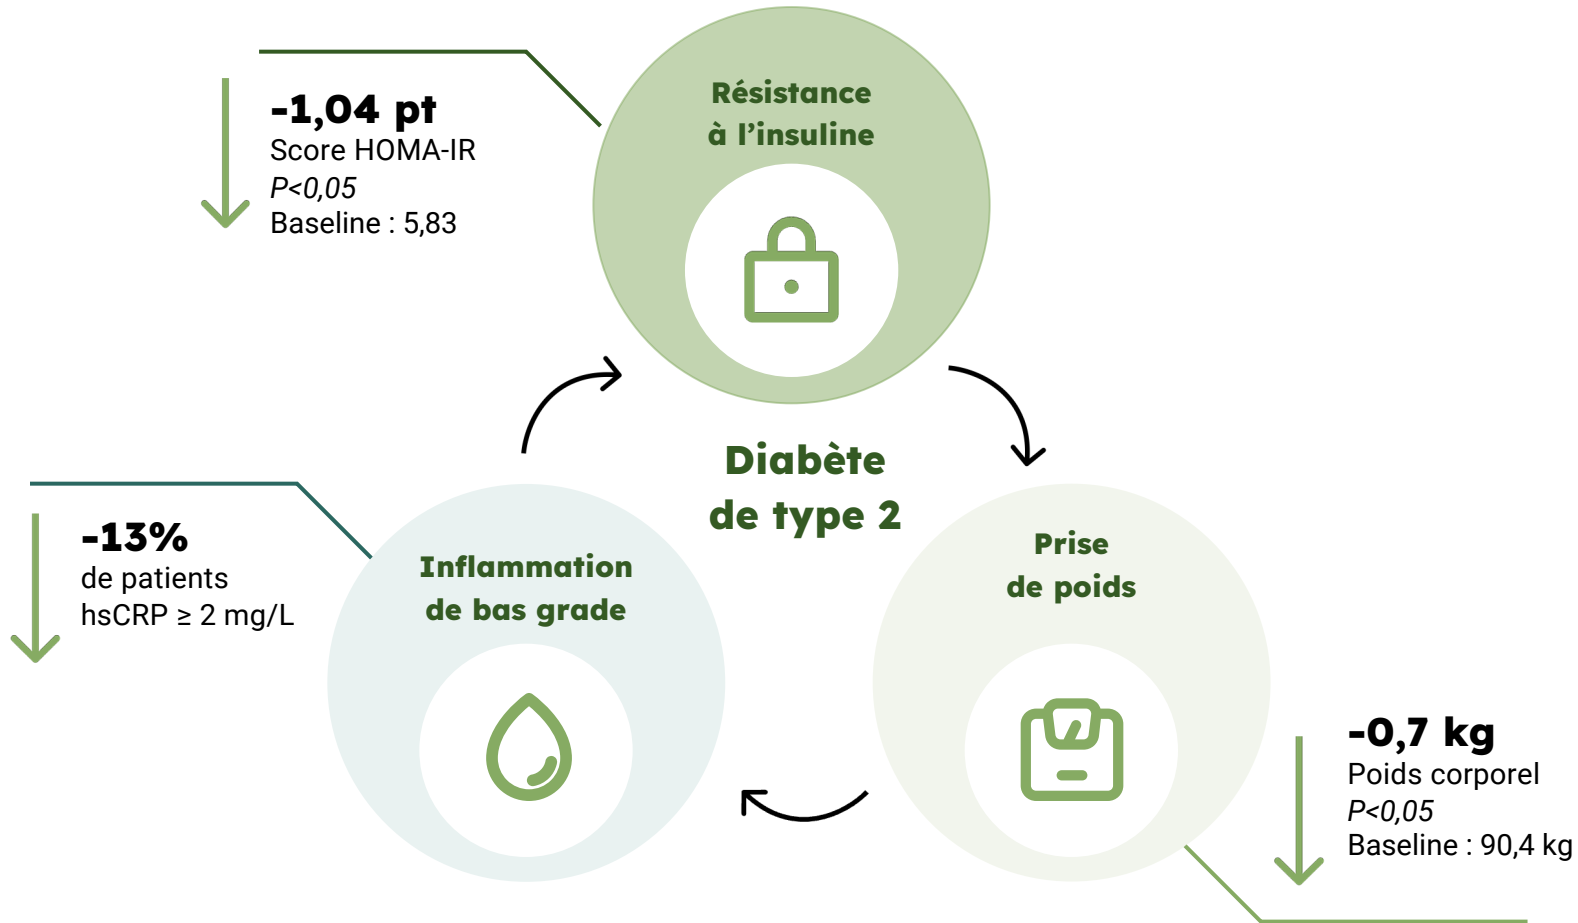 -1,04 pt
Score HOMA-IR
P<0,05
Baseline : 5,83
Résistance
à l’insuline
Diabète
de type 2
-13%
de patients
hsCRP ≥ 2 mg/L
Inflammation
de bas grade
Prise
de poids
-0,7 kg
Poids corporel
P<0,05
Baseline : 90,4 kg